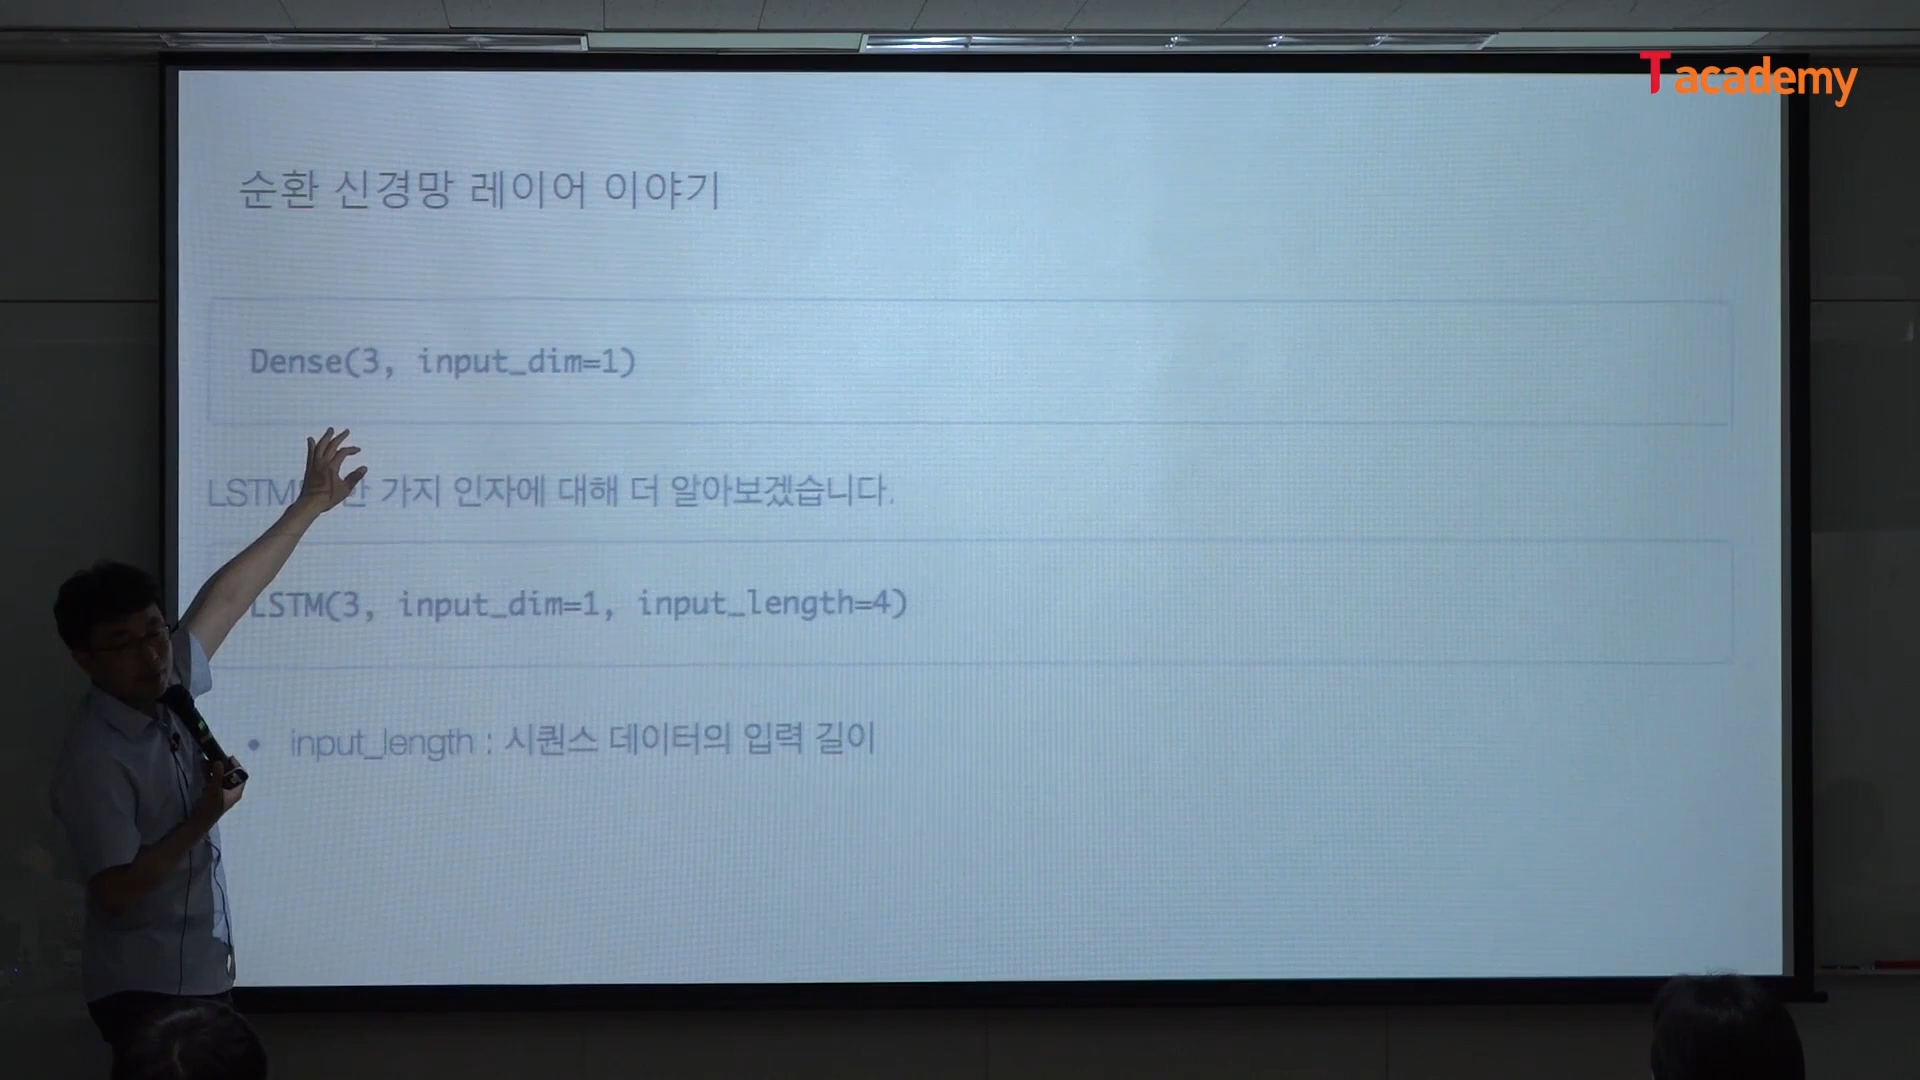 T academy
순환 신경망 레이어 이야기
Dense(3, input_dim=1)
LSTM 한 가지 인자에 대해 더 알아보겠습니다.
LSTM(3, input_dim=1, input_length=4)
• input_length : 시퀀스 데이터의 입력 길이